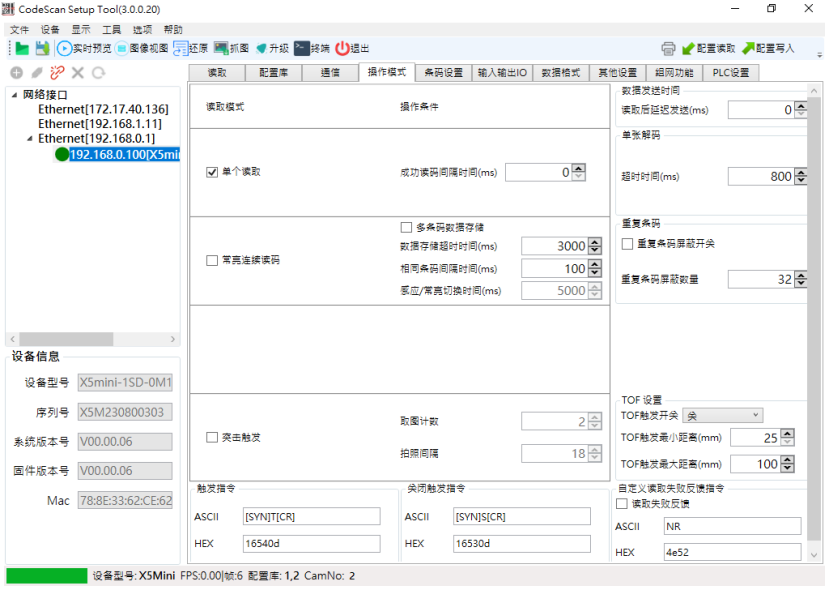 CodeScan Setup Tool(3.0.0.20)
文件 设备 显示 工具 选项 帮助
实时预览 图像视图 还原 抓图 升级 终端 退出 配置读取 配置写入
读取 配置库 通信 操作模式 条码设置 输入输出IO 数据格式 其他设置 组网功能 PLC设置
网络接口
Ethernet[172.17.40.136]
Ethernet[192.168.1.11]
Ethernet[192.168.0.1]
192.168.0.100[X5mi
设备信息
设备型号 X5mini-1SD-0M1
序列号 X5M230800303
系统版本号 V00.00.06
固件版本号 V00.00.06
Mac 78:8E:33:62:CE:62
读取模式 操作条件
单个读取 成功读码间隔时间(ms) 0
多条码数据存储
数据存储超时时间(ms) 3000
常亮连续读码 相同条码间隔时间(ms) 100
感应/常亮切换时间(ms) 5000
取图计数 2
突击触发
拍照间隔 18
数据发送时间
读取后延迟发送(ms) 0
单张解码
超时时间(ms) 800
重复条码
重复条码屏蔽开关
重复条码屏蔽数量 32
TOF 设置
TOF触发开关 关
TOF触发最小距离(mm) 25
TOF触发最大距离(mm) 100
触发指令
ASCII [SYN]T[CR]
HEX 16540d
关闭触发指令
ASCII [SYN]S[CR]
HEX 16530d
自定义读取失败反馈指令
读取失败反馈
ASCII NR
HEX 4e52
设备型号: X5Mini FPS:0.00|帧:6 配置库: 1,2 CamNo: 2